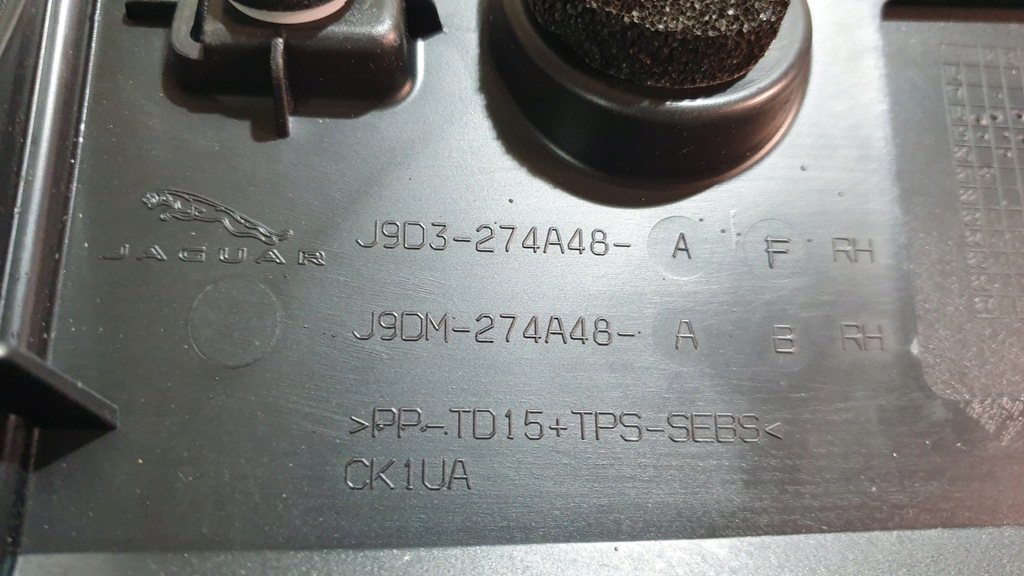 JAGUAR
J9D3-274A48- A F RH
J9DM-274A48- A B RH
>PP-TD15+TPS-SEBS<
CK1UA